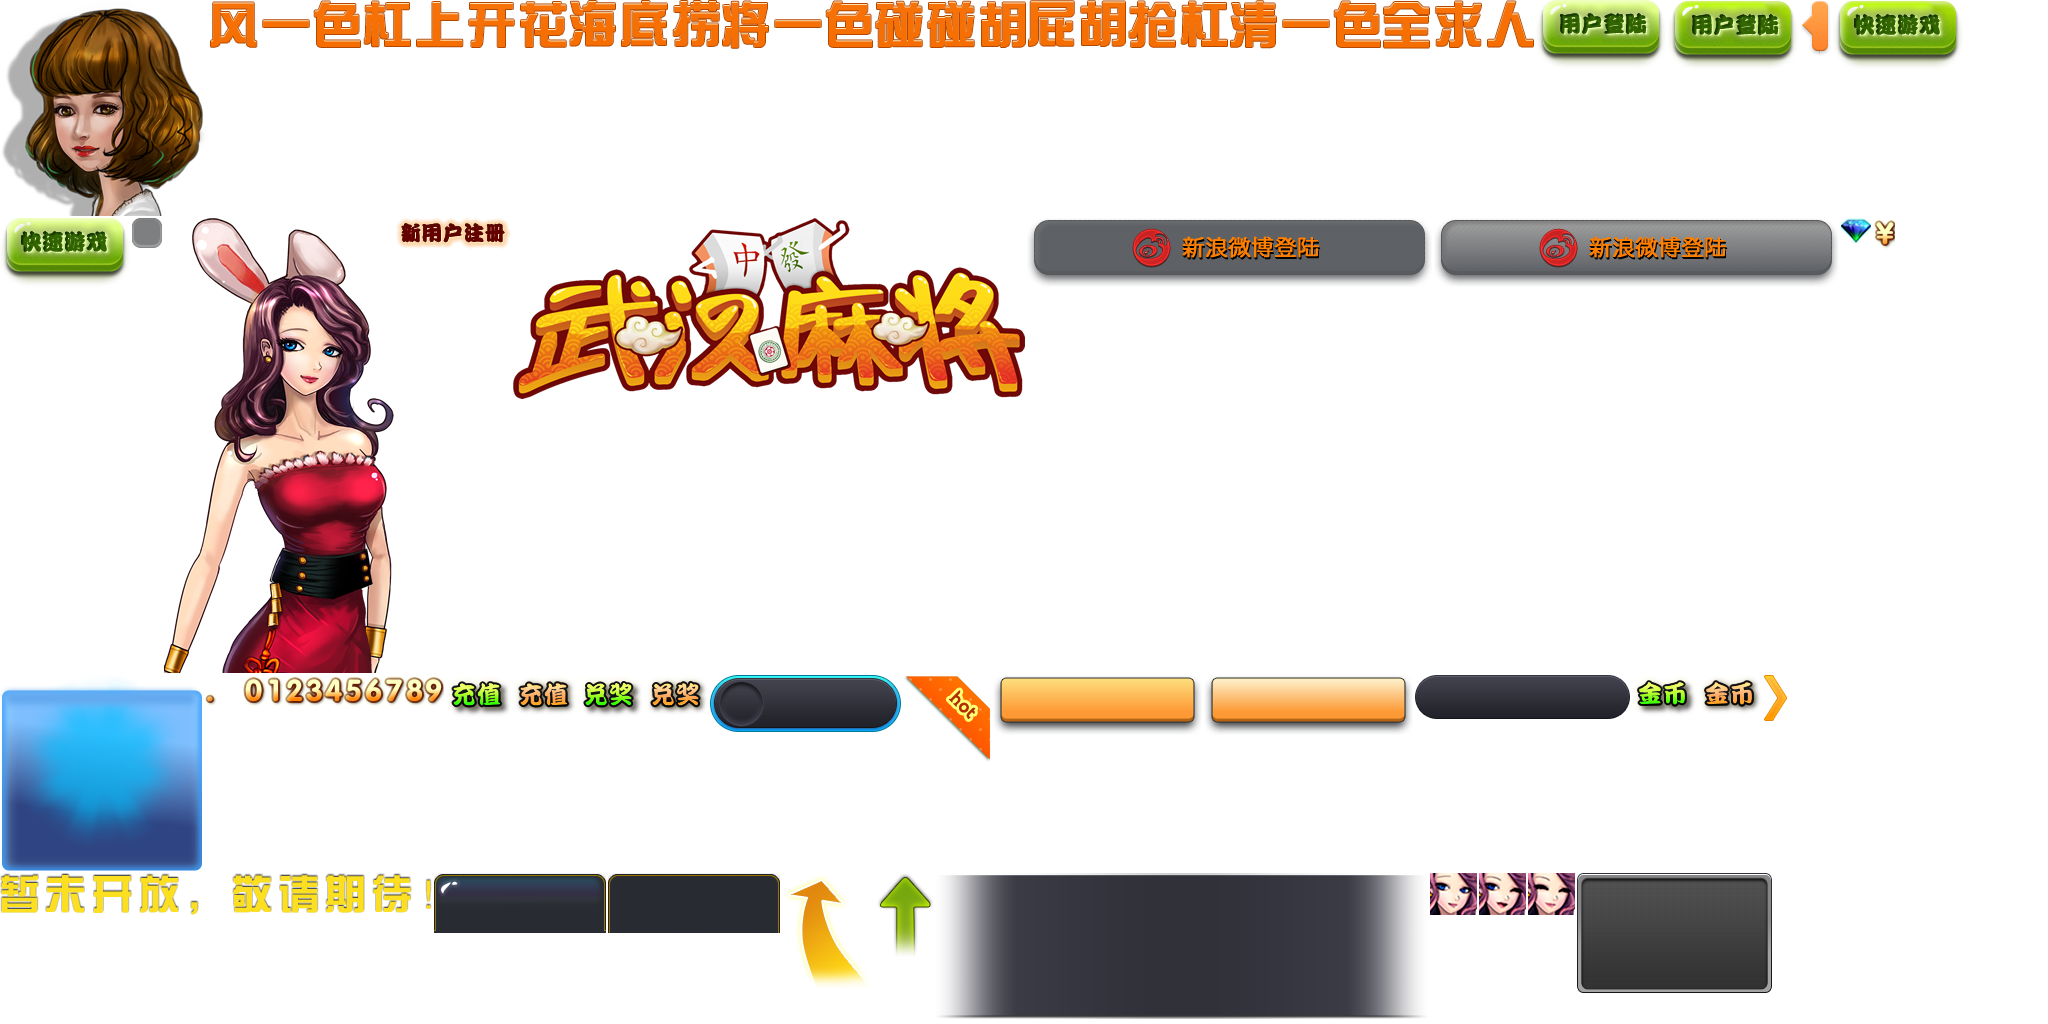 风一色杠上开花海底捞将一色碰碰胡屁胡抢杠清一色全求人
用户登陆
用户登陆
快速游戏
快速游戏
新用户注册
中
發
武汉麻将
新浪微博登陆
新浪微博登陆
¥
.
0123456789
充值
充值
兑奖
兑奖
hot
金币
金币
暂未开放，敬请期待！